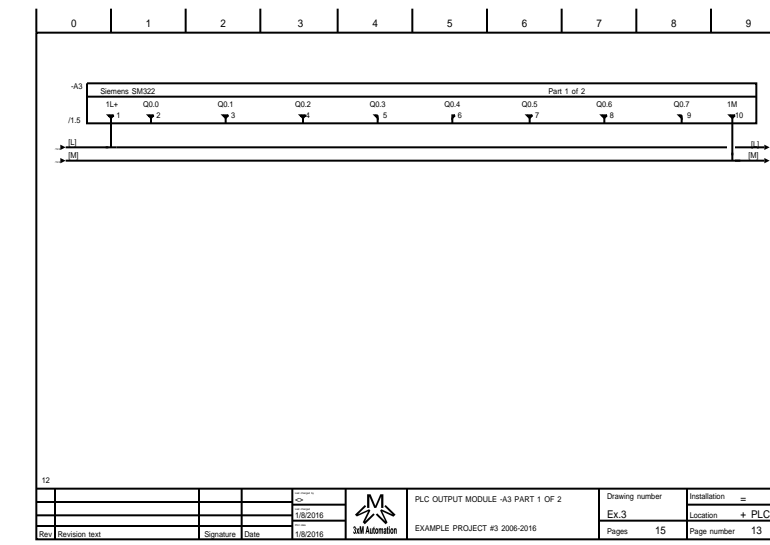 0 1 2 3 4 5 6 7 8 9
-A3 Siemens SM322 Part 1 of 2
1L+ Q0.0 Q0.1 Q0.2 Q0.3 Q0.4 Q0.5 Q0.6 Q0.7 1M
/1.5 1 2 3 4 5 6 7 8 9 10
[L] [L]
[M] [M]
12
<>
1/8/2016
1/8/2016
M
3xM Automation
PLC OUTPUT MODULE -A3 PART 1 OF 2
EXAMPLE PROJECT #3 2006-2016
Drawing number
Ex.3
Pages 15
Installation =
Location + PLC
Page number 13
Rev Revision text Signature Date